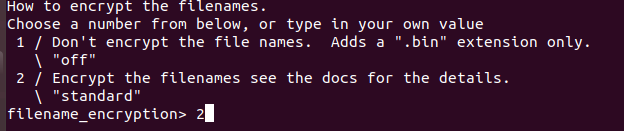 How to encrypt the filenames.
Choose a number from below, or type in your own value
1 / Don't encrypt the file names.  Adds a ".bin" extension only.
\ "off"
2 / Encrypt the filenames see the docs for the details.
\ "standard"
filename_encryption> 2